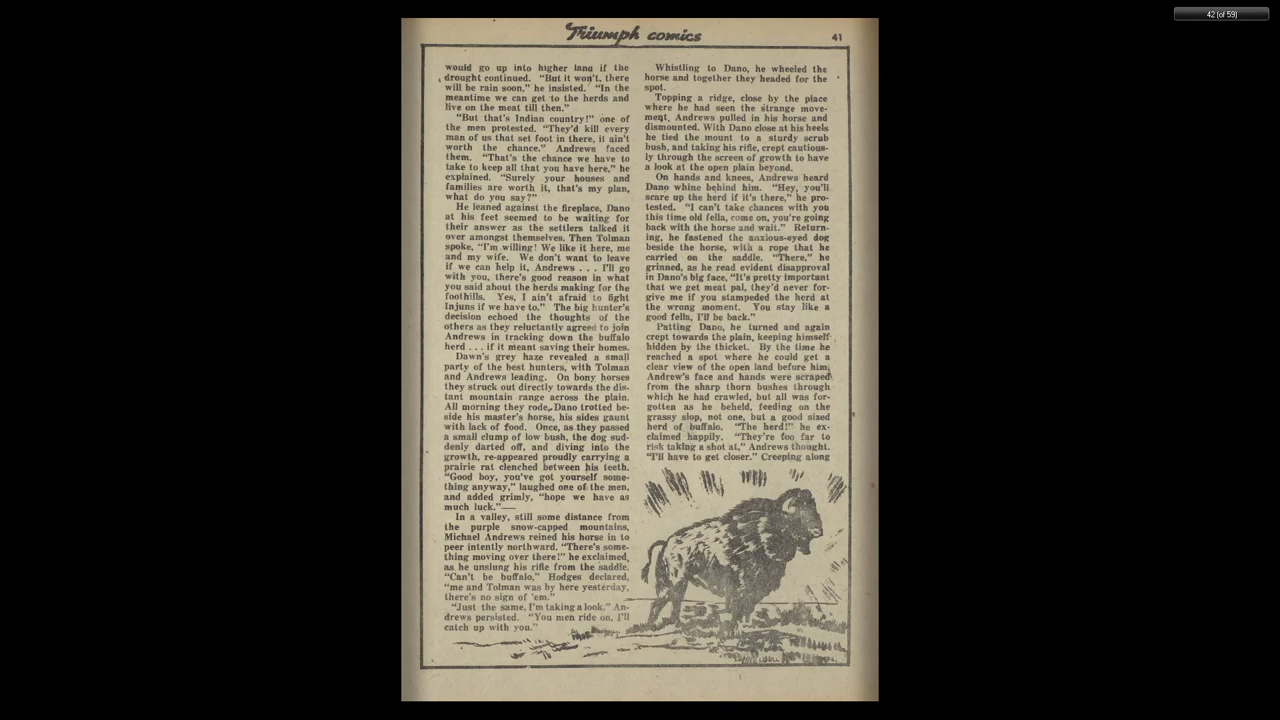 42 (of 59)
Triumph comics
41
would go up into higher land if the
drought continued. "But it won't, there
will be rain soon," he insisted. "In the
meantime we can get to the herds and
live on the meat till then."
"But that's Indian country!" one of
the men protested. "They'd kill every
man of us that set foot in there, it ain't
worth the chance." Andrews faced
them. "That's the chance we have to
take to keep all that you have here," he
explained. "Surely your houses and
families are worth it, that's my plan,
what do you say?"
He leaned against the fireplace, Dano
at his feet seemed to be waiting for
their answer as the settlers talked it
over amongst themselves. Then Tolman
spoke, "I'm willing! We like it here, me
and my wife. We don't want to leave
if we can help it, Andrews . . . I'll go
with you, there's good reason in what
you said about the herds making for the
foothills. Yes, I ain't afraid to fight
Injuns if we have to." The big hunter's
decision echoed the thoughts of the
others as they reluctantly agreed to join
Andrews in tracking down the buffalo
herd . . . if it meant saving their homes.
Dawn's grey haze revealed a small
party of the best hunters, with Tolman
and Andrews leading. On bony horses
they struck out directly towards the dis-
tant mountain range across the plain.
All morning they rode, Dano trotted be-
side his master's horse, his sides gaunt
with lack of food. Once, as they passed
a small clump of low bush, the dog sud-
denly darted off, and diving into the
growth, re-appeared proudly carrying a
prairie rat clenched between his teeth.
"Good boy, you've got yourself some-
thing anyway," laughed one of the men,
and added grimly, "hope we have as
much luck."—
In a valley, still some distance from
the purple snow-capped mountains,
Michael Andrews reined his horse in to
peer intently northward. "There's some-
thing moving over there!" he exclaimed,
as he unslung his rifle from the saddle.
"Can't be buffalo," Hodges declared,
"me and Tolman was by here yesterday,
there's no sign of 'em."
"Just the same, I'm taking a look," An-
drews persisted. "You men ride on, I'll
catch up with you."
Whistling to Dano, he wheeled the
horse and together they headed for the
spot.
Topping a ridge, close by the place
where he had seen the strange move-
ment, Andrews pulled in his horse and
dismounted. With Dano close at his heels
he tied the mount to a sturdy scrub
bush, and taking his rifle, crept cautious-
ly through the screen of growth to have
a look at the open plain beyond.
On hands and knees, Andrews heard
Dano whine behind him. "Hey, you'll
scare up the herd if it's there," he pro-
tested. "I can't take chances with you
this time old fella, come on, you're going
back with the horse and wait." Return-
ing, he fastened the anxious-eyed dog
beside the horse, with a rope that he
carried on the saddle. "There," he
grinned, as he read evident disapproval
in Dano's big face, "It's pretty important
that we get meat pal, they'd never for-
give me if you stampeded the herd at
the wrong moment. You stay like a
good fella, I'll be back."
Patting Dano, he turned and again
crept towards the plain, keeping himself
hidden by the thicket. By the time he
reached a spot where he could get a
clear view of the open land before him,
Andrew's face and hands were scraped
from the sharp thorn bushes through
which he had crawled, but all was for-
gotten as he beheld, feeding on the
grassy slop, not one, but a good sized
herd of buffalo. "The herd!" he ex-
claimed happily. "They're too far to
risk taking a shot at," Andrews thought.
"I'll have to get closer." Creeping along